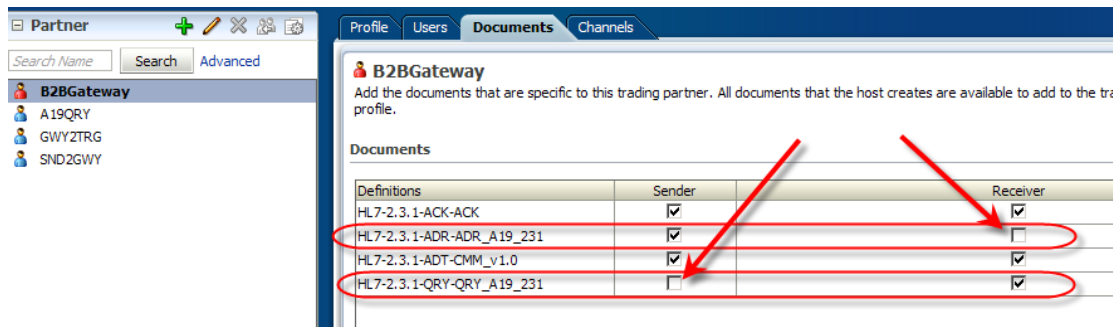 Partner
Profile Users Documents Channels
Search Name Search Advanced
B2BGateway
A19QRY
GWY2TRG
SND2GWY
B2BGateway
Add the documents that are specific to this trading partner. All documents that the host creates are available to add to the
profile.
Documents
Definitions Sender Receiver
HL7-2.3.1-ACK-ACK
HL7-2.3.1-ADR-ADR_A19_231
HL7-2.3.1-ADT-CMM_v1.0
HL7-2.3.1-QRY-QRY_A19_231